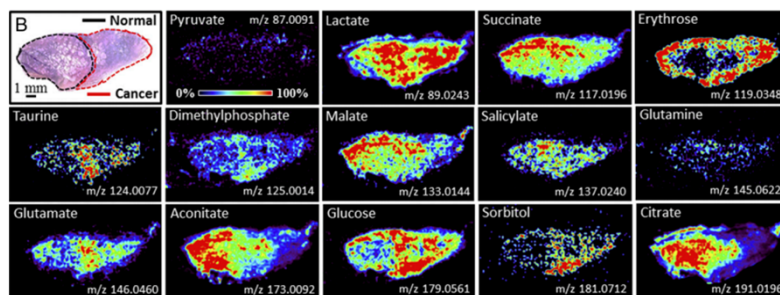 B
Normal
1 mm
Cancer
Pyruvate
m/z 87.0091
0%
100%
Lactate
m/z 89.0243
Succinate
m/z 117.0196
Erythrose
m/z 119.0348
Taurine
m/z 124.0077
Dimethylphosphate
m/z 125.0014
Malate
m/z 133.0144
Salicylate
m/z 137.0240
Glutamine
m/z 145.0622
Glutamate
m/z 146.0460
Aconitate
m/z 173.0092
Glucose
m/z 179.0561
Sorbitol
m/z 181.0712
Citrate
m/z 191.0196